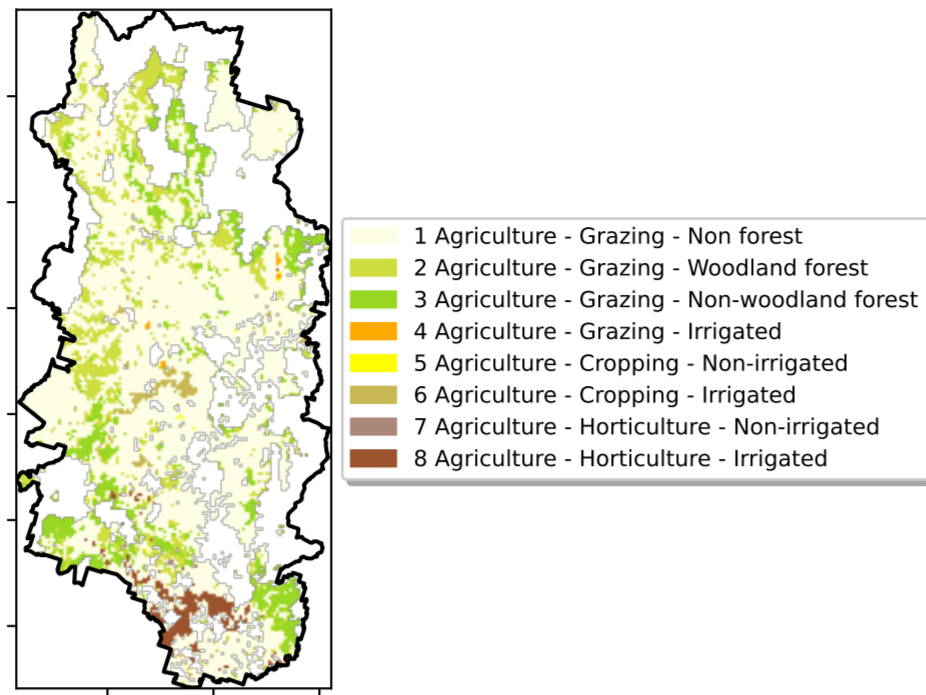 1 Agriculture - Grazing - Non forest
2 Agriculture - Grazing - Woodland forest
3 Agriculture - Grazing - Non-woodland forest
4 Agriculture - Grazing - Irrigated
5 Agriculture - Cropping - Non-irrigated
6 Agriculture - Cropping - Irrigated
7 Agriculture - Horticulture - Non-irrigated
8 Agriculture - Horticulture - Irrigated